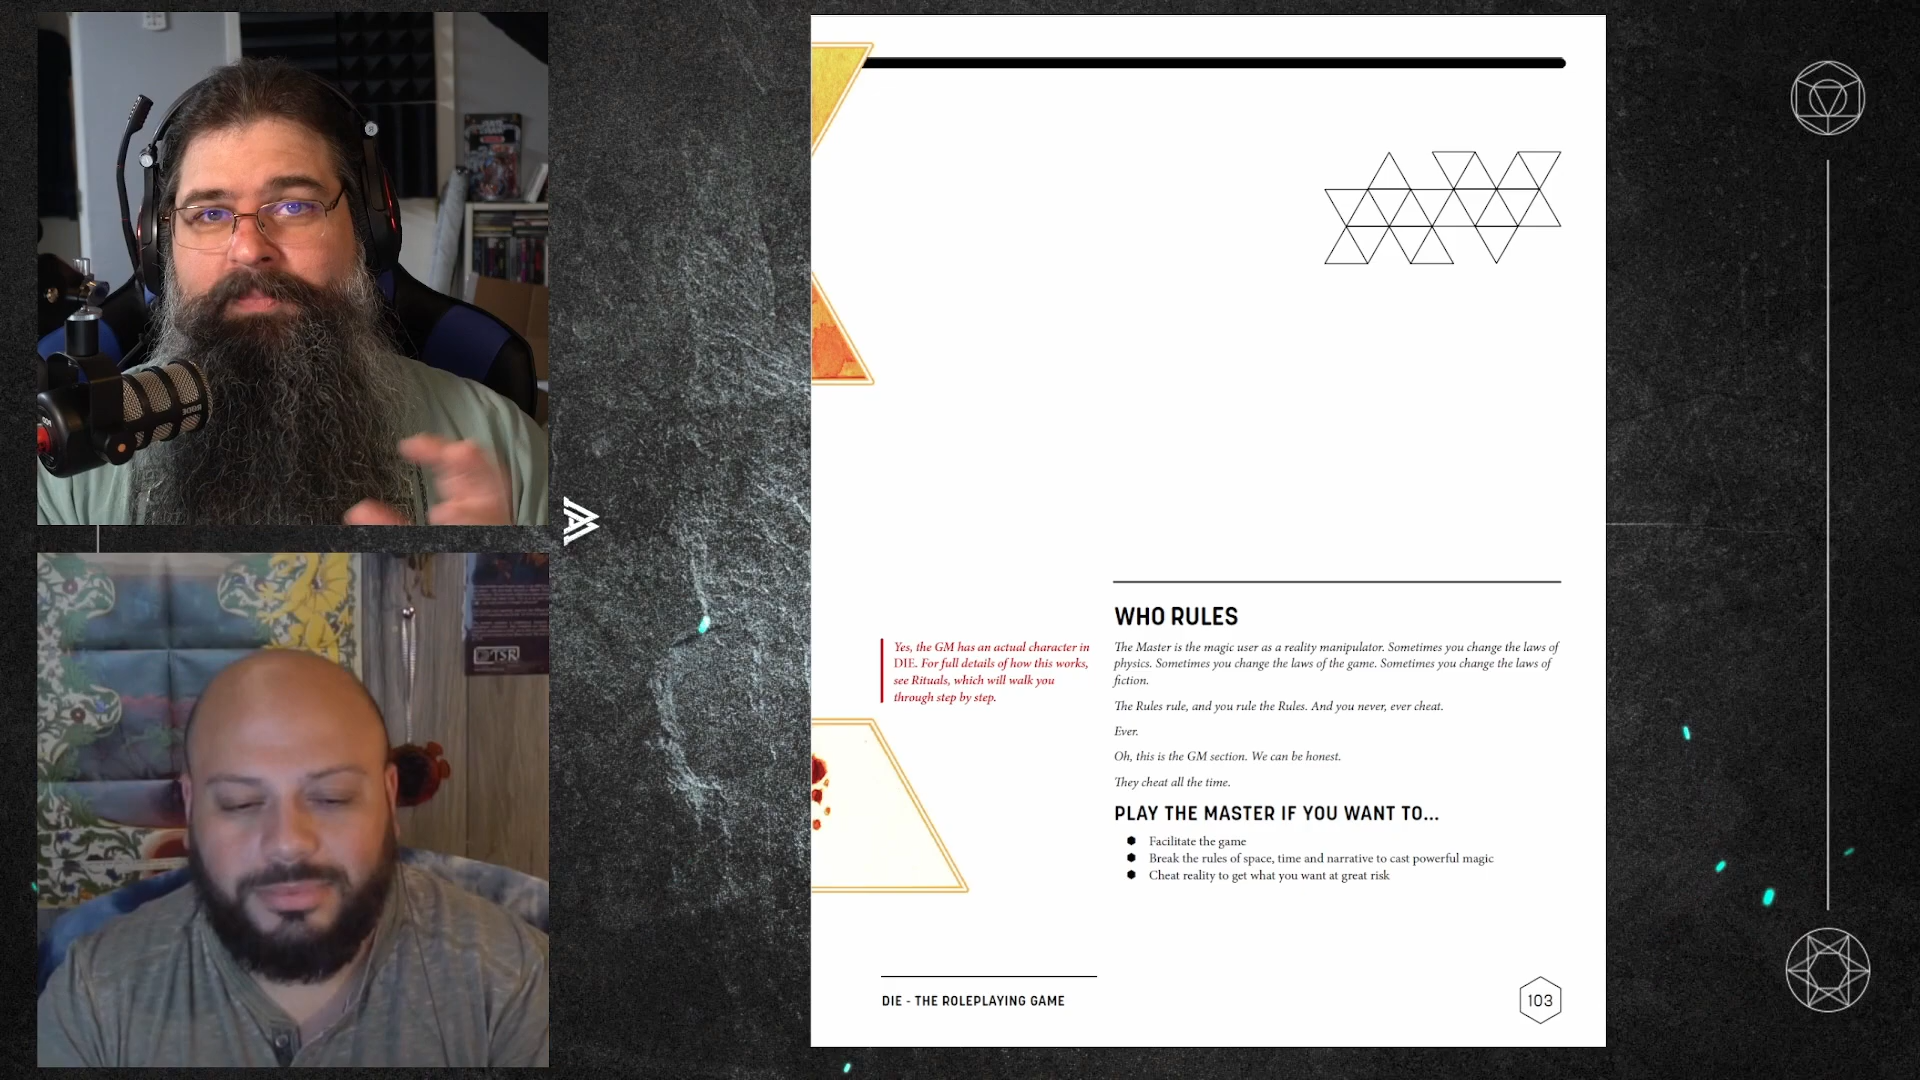 WHO RULES
Yes, the GM has an actual character in
DIE. For full details of how this works,
see Rituals, which will walk you
through step by step.
The Master is the magic user as a reality manipulator. Sometimes you change the laws of
physics. Sometimes you change the laws of the game. Sometimes you change the laws of
fiction.
The Rules rule, and you rule the Rules. And you never, ever cheat.
Ever.
Oh, this is the GM section. We can be honest.
They cheat all the time.
PLAY THE MASTER IF YOU WANT TO...
Facilitate the game
Break the rules of space, time and narrative to cast powerful magic
Cheat reality to get what you want at great risk
DIE - THE ROLEPLAYING GAME
103
RODE
TSR